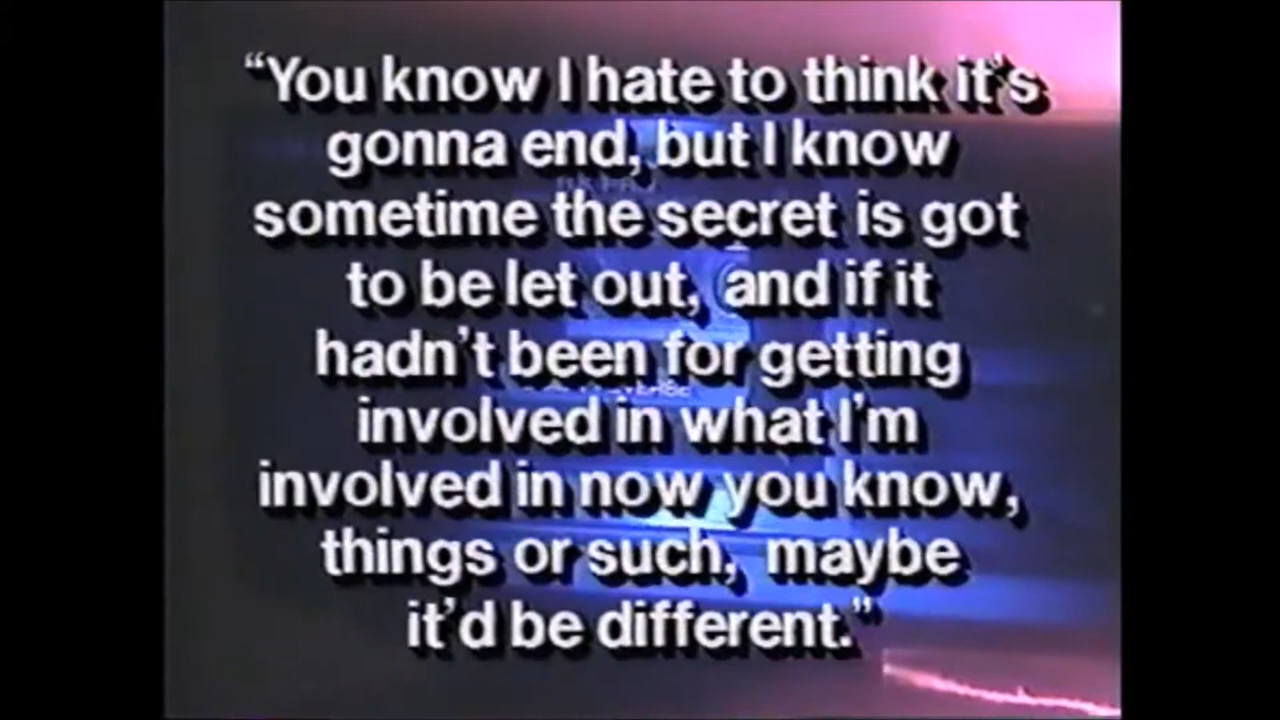 “You know I hate to think it’s
gonna end, but I know
sometime the secret is got
to be let out, and if it
hadn’t been for getting
involved in what I’m
involved in now you know,
things or such, maybe
it’d be different.”